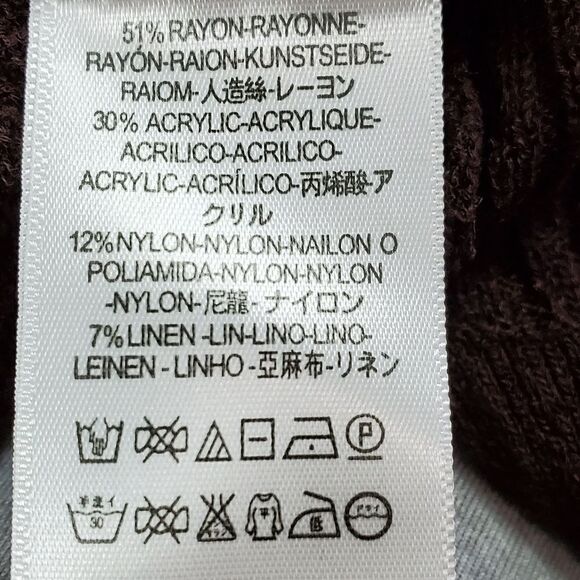 51% RAYON-RAYONNE-
RAYÓN-RAION-KUNSTSEIDE-
RAIOM-人造絲-レーヨン
30% ACRYLIC-ACRYLIQUE-
ACRILICO-ACRILICO-
ACRYLIC-ACRÍLICO-丙烯酸-ア
クリル
12%NYLON-NYLON-NAILON O
POLIAMIDA-NYLON-NYLON
-NYLON-尼龍-ナイロン
7%LINEN -LIN-LINO-LINO-
LEINEN - LINHO -亞麻布-リネン
P
手洗イ
30
平
低
ドライ